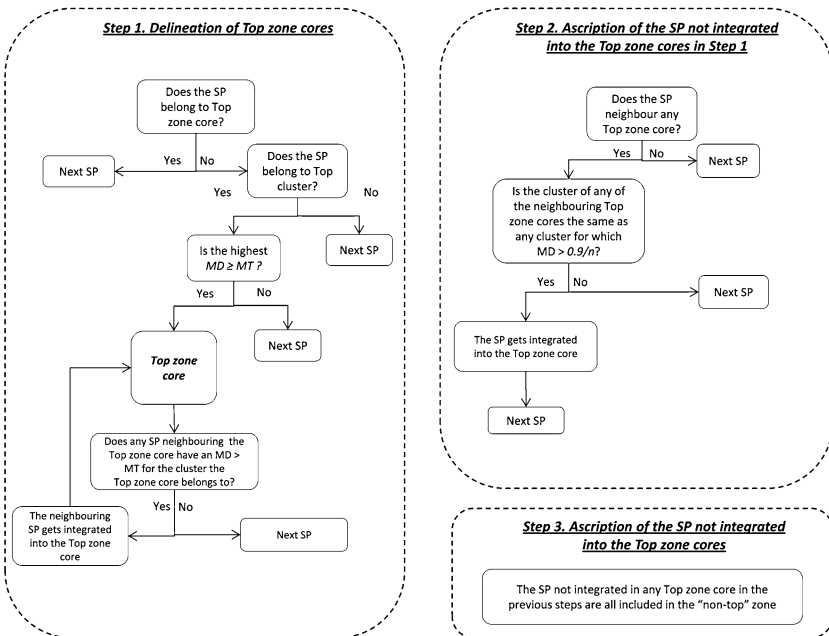 Step 1. Delineation of Top zone cores
Does the SP
belong to Top
zone core?
Yes
No
Next SP
Does the SP
belong to Top
cluster?
Yes
No
Is the highest
MD ≥ MT ?
Next SP
Yes
No
Next SP
Top zone
core
Does any SP neighbouring the
Top zone core have an MD >
MT for the cluster the
Top zone core belongs to?
Yes
No
The neighbouring
SP gets integrated
into the Top zone
core
Next SP
Step 2. Ascription of the SP not integrated
into the Top zone cores in Step 1
Does the SP
neighbour any
Top zone core?
Yes
No
Next SP
Is the cluster of any of
the neighbouring Top
zone cores the same as
any cluster for which
MD > 0.9/n?
Yes
No
Next SP
The SP gets integrated
into the Top zone core
Next SP
Step 3. Ascription of the SP not integrated
into the Top zone cores
The SP not integrated in any Top zone core in the
previous steps are all included in the “non-top” zone